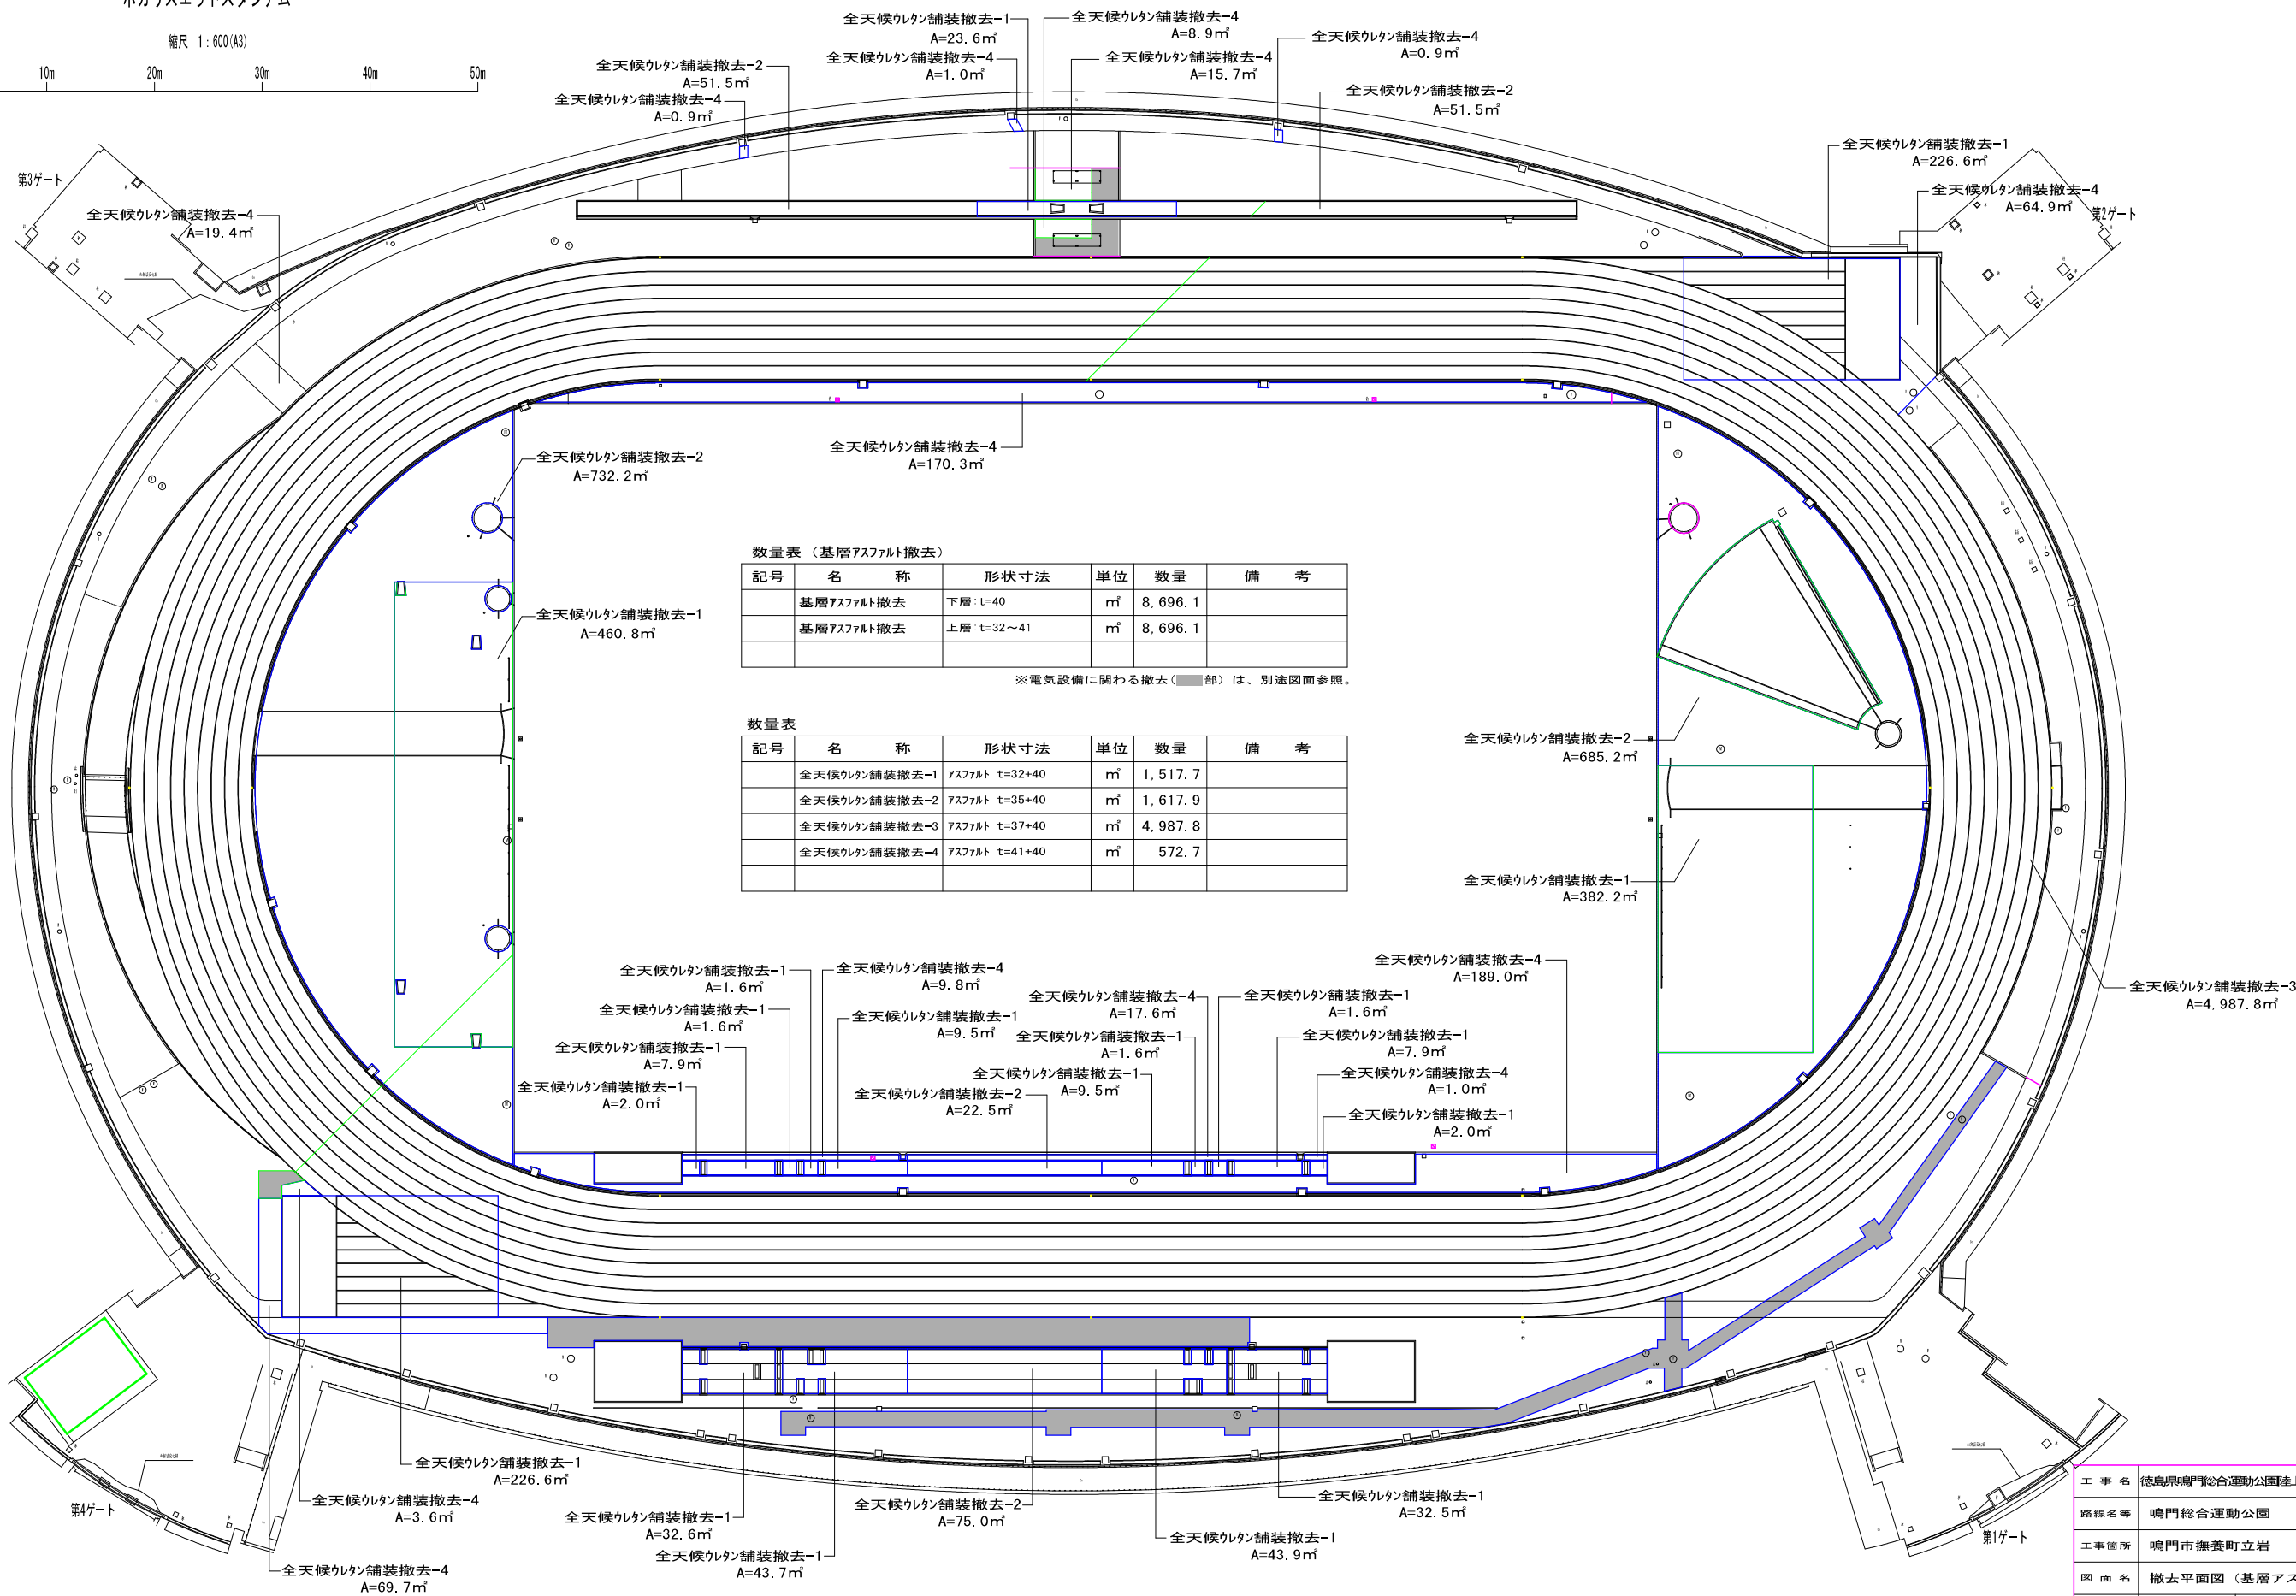 縮尺 1:600(A3)
10m 20m 30m 40m 50m
全天候ウレタン舗装撤去-1
A=23.6㎡
全天候ウレタン舗装撤去-4
A=8.9㎡
全天候ウレタン舗装撤去-4
A=0.9㎡
全天候ウレタン舗装撤去-4
A=1.0㎡
全天候ウレタン舗装撤去-4
A=15.7㎡
全天候ウレタン舗装撤去-2
A=51.5㎡
全天候ウレタン舗装撤去-4
A=0.9㎡
全天候ウレタン舗装撤去-2
A=51.5㎡
全天候ウレタン舗装撤去-1
A=226.6㎡
全天候ウレタン舗装撤去-4
A=64.9㎡
第2ゲート
第3ゲート
全天候ウレタン舗装撤去-4
A=19.4㎡
全天候ウレタン舗装撤去-4
A=170.3㎡
全天候ウレタン舗装撤去-2
A=732.2㎡
全天候ウレタン舗装撤去-1
A=460.8㎡
数量表（基層アスファルト撤去）
記号 名 称 形状寸法 単位 数量 備 考
基層アスファルト撤去 下層:t=40 ㎡ 8,696.1
基層アスファルト撤去 上層:t=32～41 ㎡ 8,696.1
※電気設備に関わる撤去(部）は、別途図面参照。
数量表
記号 名 称 形状寸法 単位 数量 備 考
全天候ウレタン舗装撤去-1 アスファルト t=32+40 ㎡ 1,517.7
全天候ウレタン舗装撤去-2 アスファルト t=35+40 ㎡ 1,617.9
全天候ウレタン舗装撤去-3 アスファルト t=37+40 ㎡ 4,987.8
全天候ウレタン舗装撤去-4 アスファルト t=41+40 ㎡ 572.7
全天候ウレタン舗装撤去-2
A=685.2㎡
全天候ウレタン舗装撤去-1
A=382.2㎡
全天候ウレタン舗装撤去-3
A=4,987.8㎡
全天候ウレタン舗装撤去-1
A=1.6㎡
全天候ウレタン舗装撤去-4
A=9.8㎡
全天候ウレタン舗装撤去-4
A=189.0㎡
全天候ウレタン舗装撤去-1
A=1.6㎡
全天候ウレタン舗装撤去-1
A=9.5㎡
全天候ウレタン舗装撤去-4
A=17.6㎡
全天候ウレタン舗装撤去-1
A=1.6㎡
全天候ウレタン舗装撤去-1
A=7.9㎡
全天候ウレタン舗装撤去-1
A=1.6㎡
全天候ウレタン舗装撤去-1
A=7.9㎡
全天候ウレタン舗装撤去-1
A=2.0㎡
全天候ウレタン舗装撤去-2
A=22.5㎡
全天候ウレタン舗装撤去-1
A=9.5㎡
全天候ウレタン舗装撤去-4
A=1.0㎡
全天候ウレタン舗装撤去-1
A=2.0㎡
全天候ウレタン舗装撤去-1
A=226.6㎡
全天候ウレタン舗装撤去-4
A=3.6㎡
第4ゲート
全天候ウレタン舗装撤去-4
A=69.7㎡
全天候ウレタン舗装撤去-1
A=32.6㎡
全天候ウレタン舗装撤去-1
A=43.7㎡
全天候ウレタン舗装撤去-2
A=75.0㎡
全天候ウレタン舗装撤去-1
A=43.9㎡
全天候ウレタン舗装撤去-1
A=32.5㎡
第1ゲート
工 事 名 徳島県鳴門総合運動公園陸上
路線名等 鳴門総合運動公園
工事箇所 鳴門市撫養町立岩
図 面 名 撤去平面図（基層アス